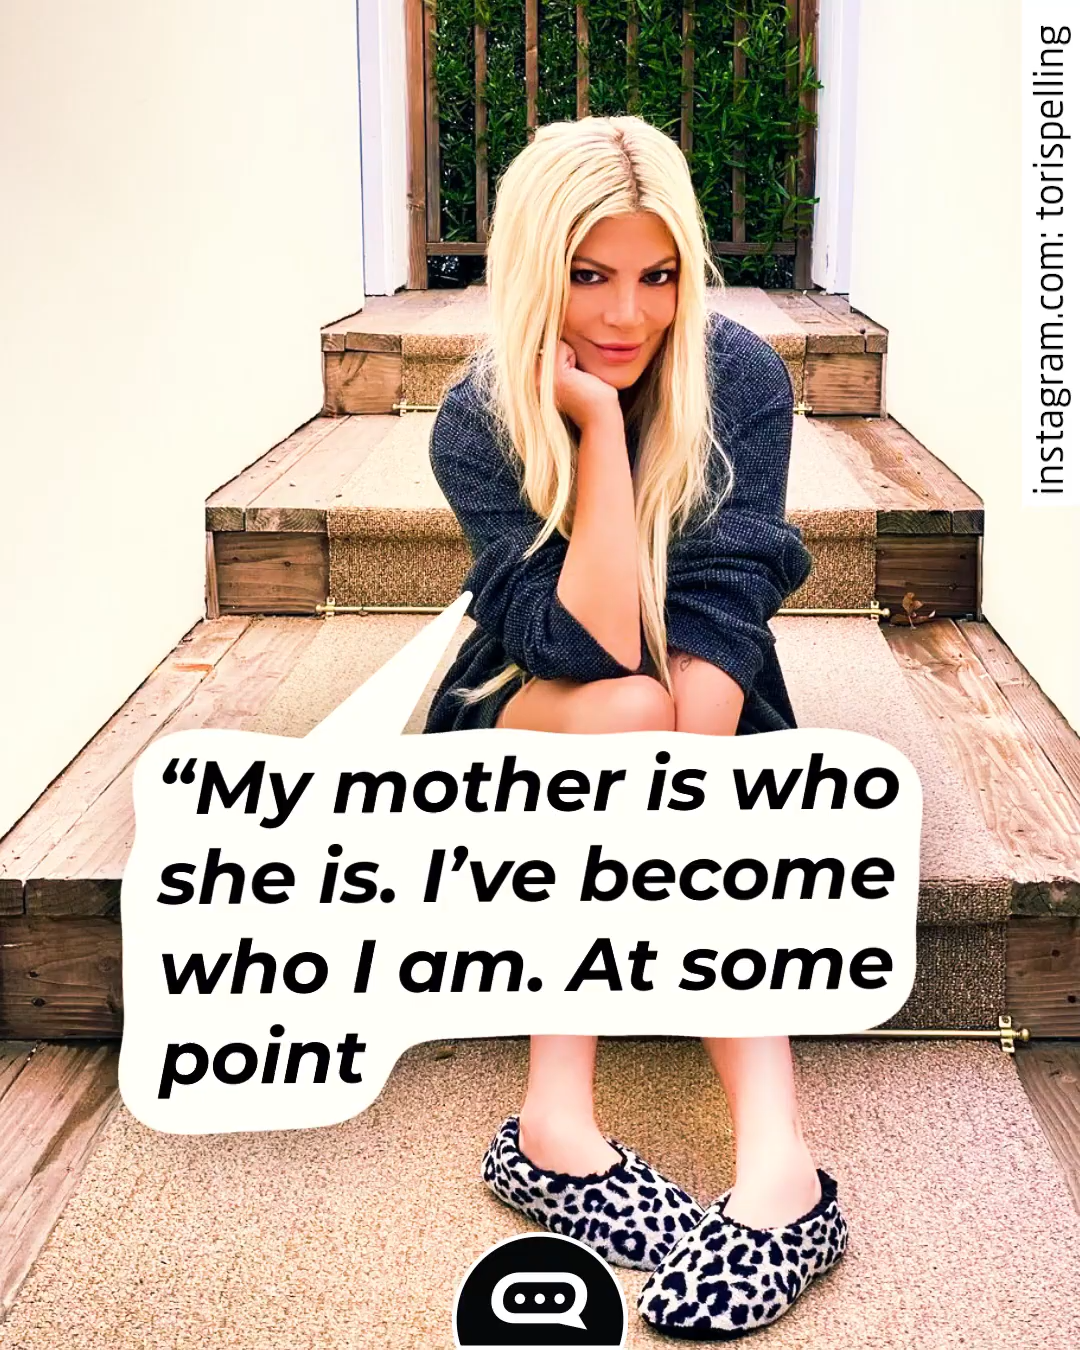 instagram.com: torispelling
“My mother is who
she is. I’ve become
who I am. At some
point